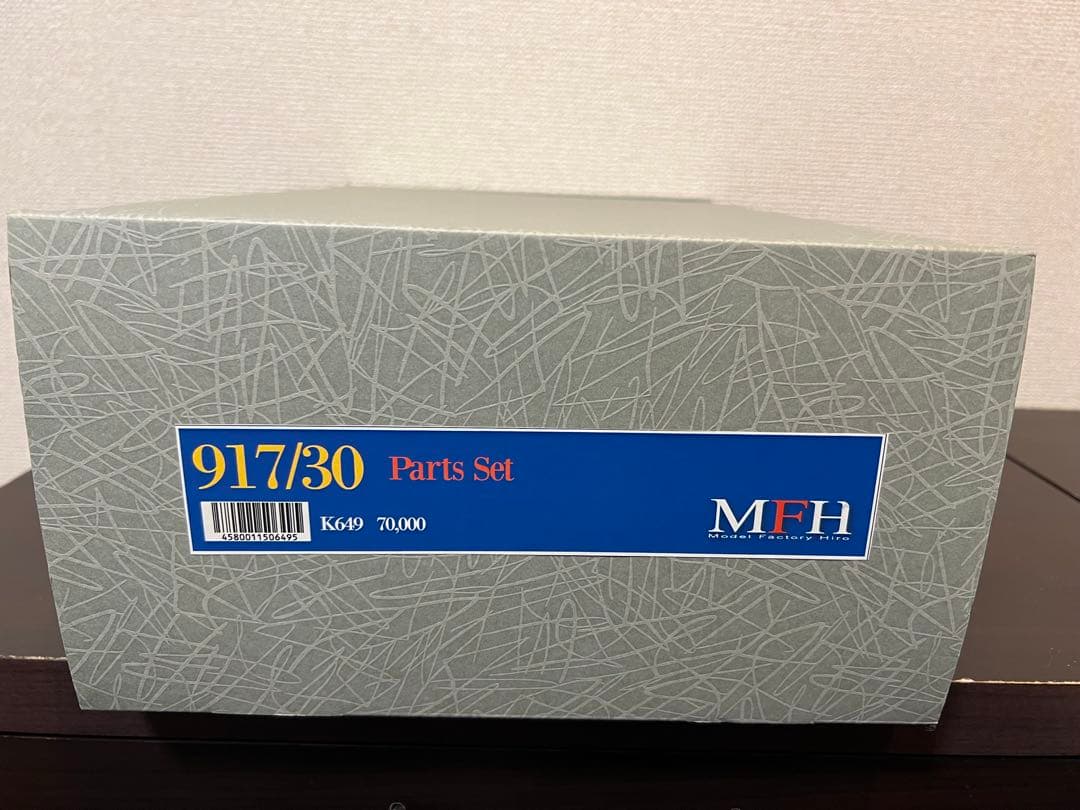 917/30 Parts Set
4580011506495
K649 70,000
MFH
Model Factory Hiro